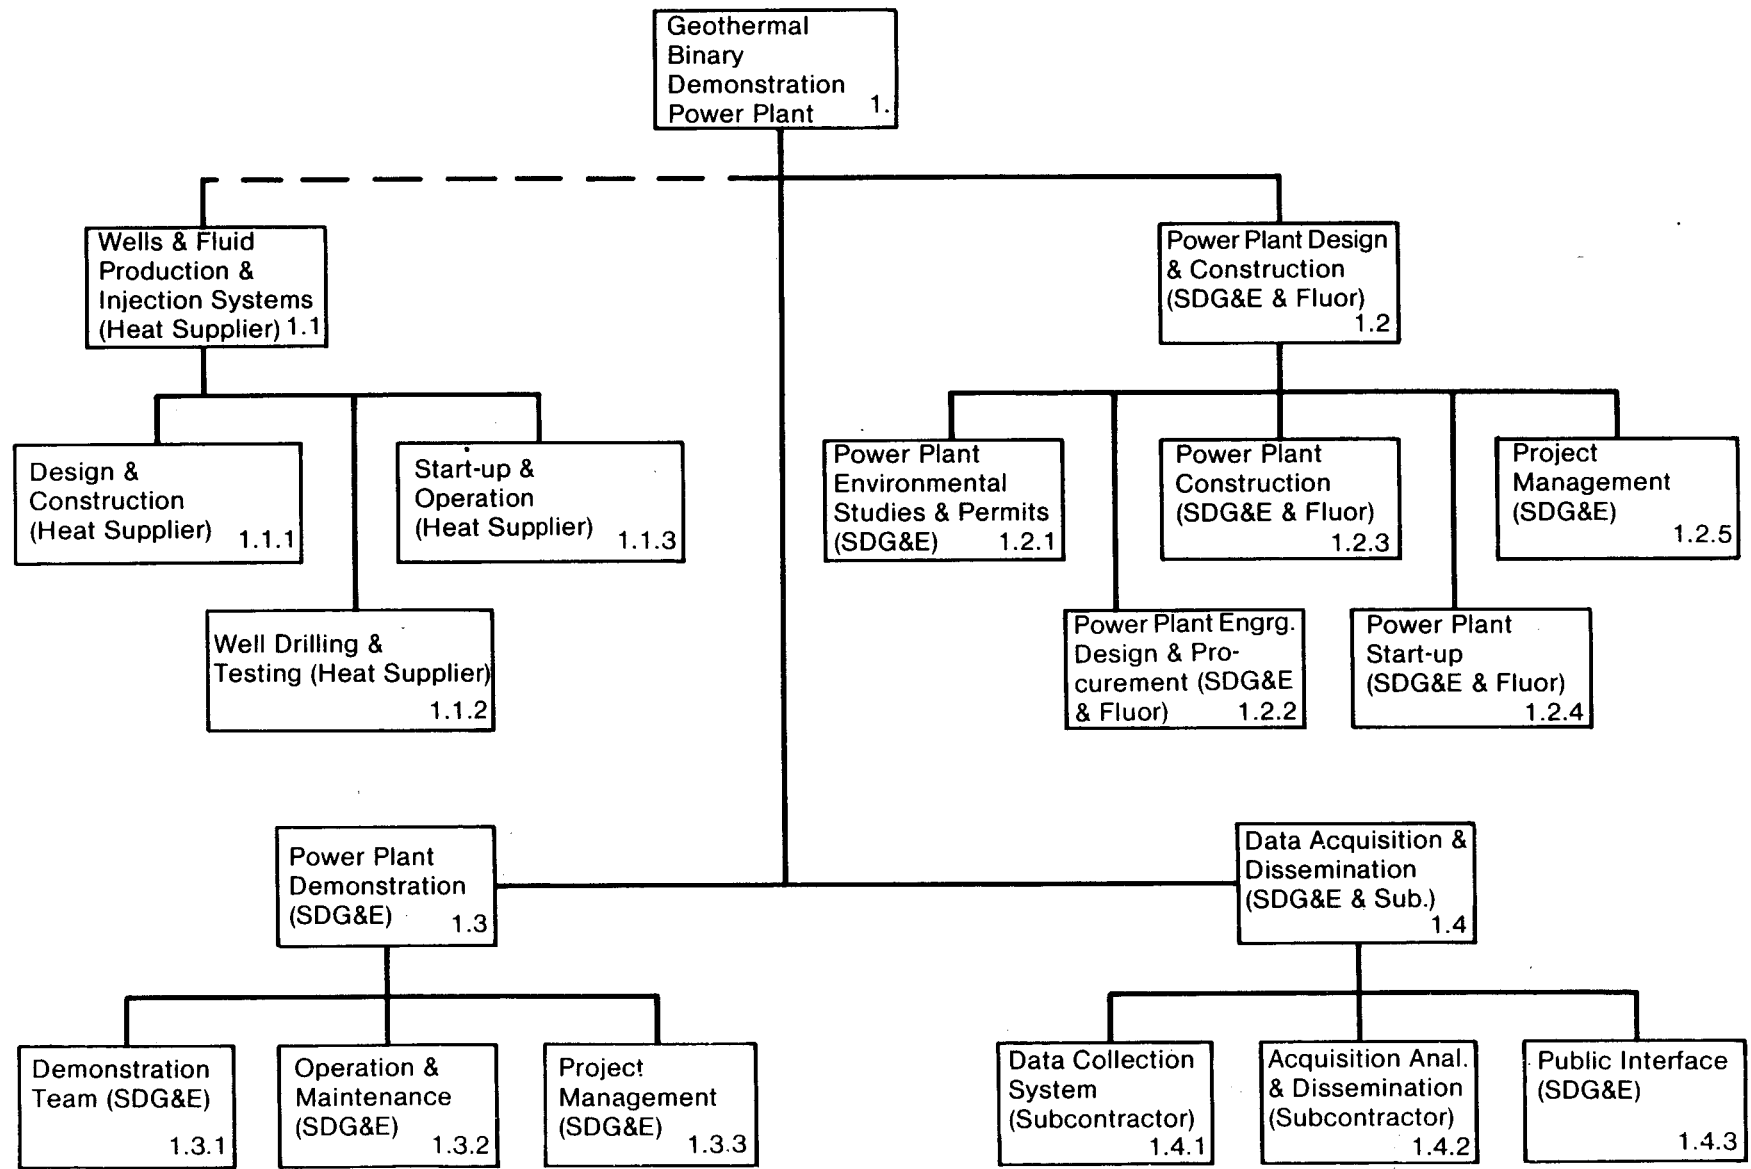 Geothermal
Binary
Demonstration
Power Plant 1.
Wells & Fluid
Production &
Injection Systems
(Heat Supplier) 1.1
Power Plant Design
& Construction
(SDG&E & Fluor)
1.2
Design &
Construction
(Heat Supplier)
1.1.1
Start-up &
Operation
(Heat Supplier)
1.1.3
Well Drilling &
Testing (Heat Supplier)
1.1.2
Power Plant
Environmental
Studies & Permits
(SDG&E) 1.2.1
Power Plant
Construction
(SDG&E & Fluor)
1.2.3
Project
Management
(SDG&E)
1.2.5
Power Plant Engrg.
Design & Pro-
curement (SDG&E
& Fluor) 1.2.2
Power Plant
Start-up
(SDG&E & Fluor)
1.2.4
Power Plant
Demonstration
(SDG&E)
1.3
Data Acquisition &
Dissemination
(SDG&E & Sub.)
1.4
Demonstration
Team (SDG&E)
1.3.1
Operation &
Maintenance
(SDG&E)
1.3.2
Project
Management
(SDG&E)
1.3.3
Data Collection
System
(Subcontractor)
1.4.1
Acquisition Anal.
& Dissemination
(Subcontractor)
1.4.2
Public Interface
(SDG&E)
1.4.3